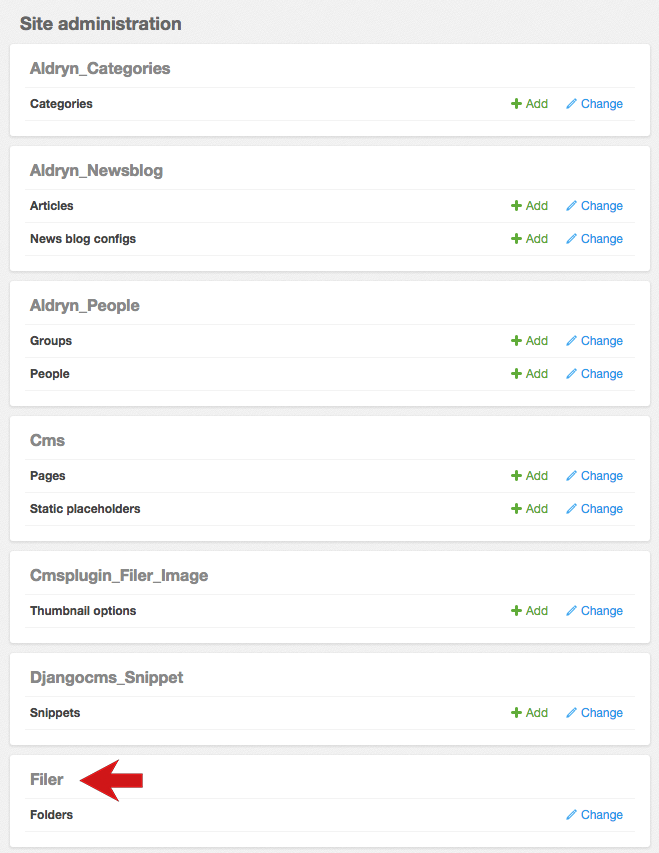 Site administration
Aldryn_Categories
Categories Add Change
Aldryn_Newsblog
Articles Add Change
News blog configs Add Change
Aldryn_People
Groups Add Change
People Add Change
Cms
Pages Add Change
Static placeholders Add Change
Cmsplugin_Filer_Image
Thumbnail options Add Change
Djangocms_Snippet
Snippets Add Change
Filer
Folders Change